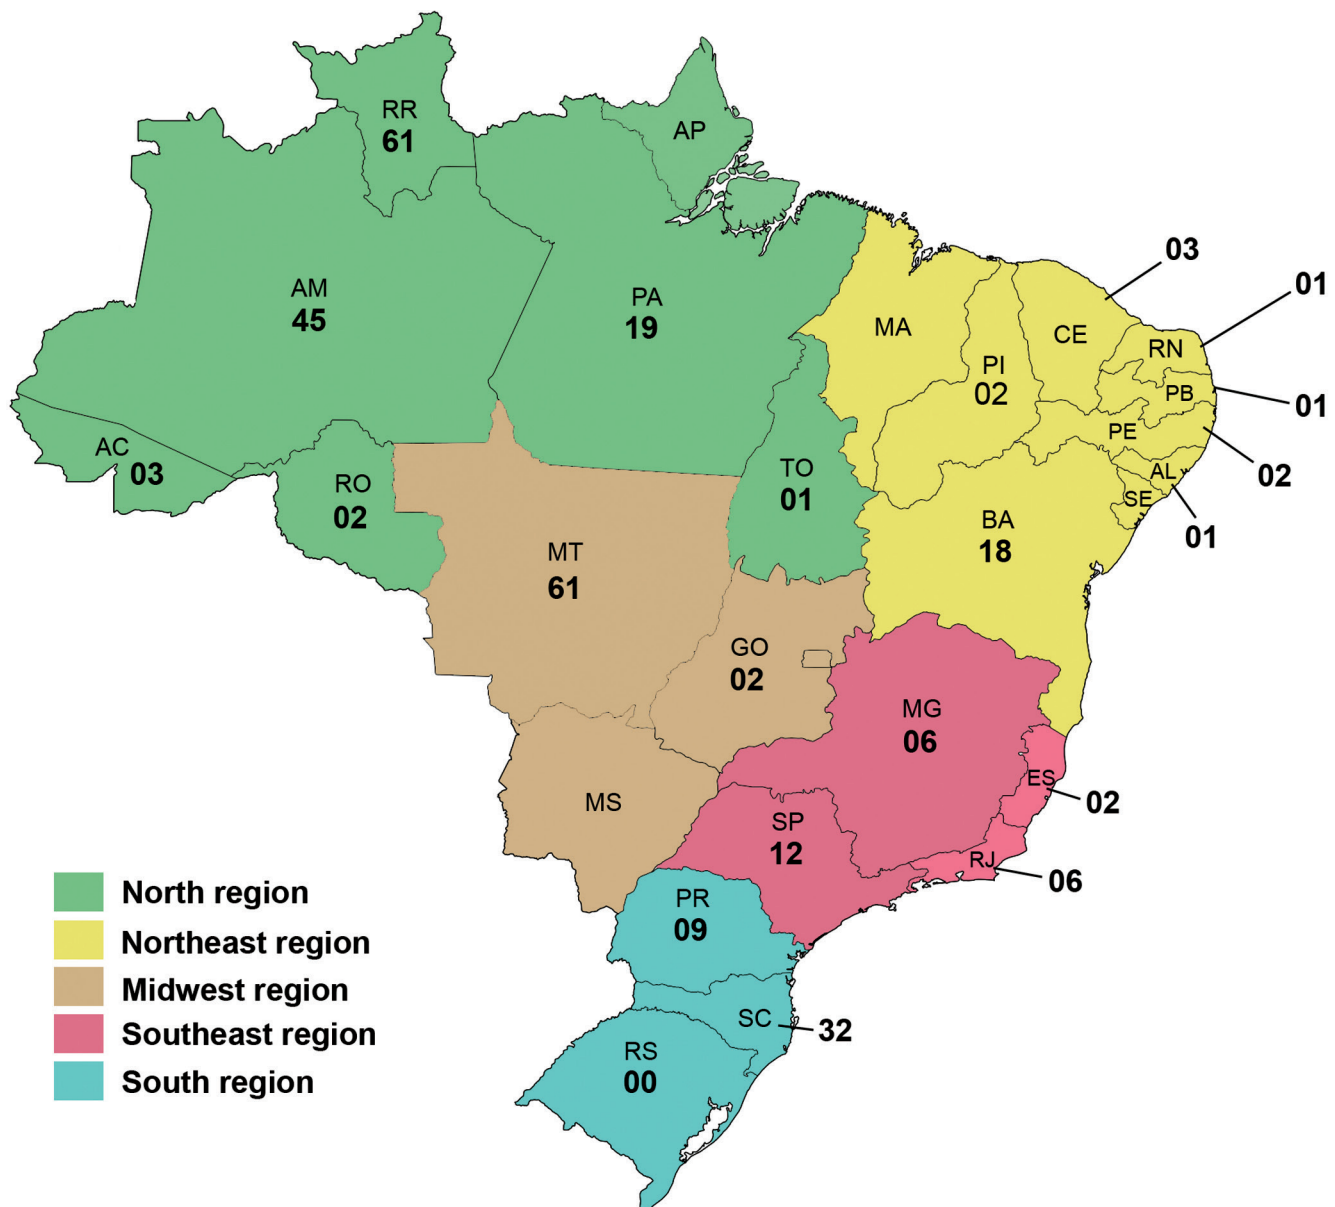 RR
61
AP
AM
45
PA
19
MA
PI
02
CE
03
RN
01
PB
01
PE
02
AL
01
SE
AC
03
RO
02
TO
01
BA
18
MT
61
GO
02
MG
06
ES
02
MS
SP
12
RJ
06
PR
09
SC
32
RS
00
North region
Northeast region
Midwest region
Southeast region
South region